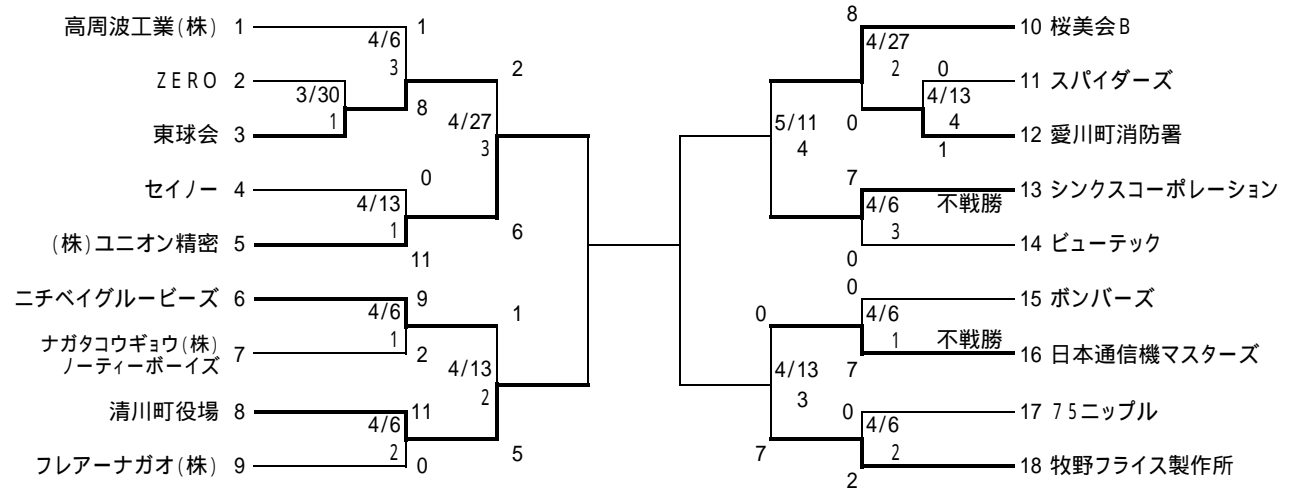 高周波工業(株) 1
ZERO 2
東球会 3
セイノー 4
(株)ユニオン精密 5
ニチベイグルービーズ 6
ナガタコウギョウ(株)
ノーティーボーイズ 7
清川町役場 8
フレアーナガオ(株) 9
4/6
3
1
3/30
1
8
2
4/27
3
0
4/13
1
11
6
9
4/6
1
2
1
4/13
2
11
4/6
2
0
5
8
4/27
2
0
4/13
4
1
0
5/11
4
7
4/6
3
不戦勝
0
0
4/6
1
不戦勝
7
0
4/13
3
7
0
4/6
2
2
10 桜美会B
11 スパイダーズ
12 愛川町消防署
13 シンクスコーポレーション
14 ビューテック
15 ボンバーズ
16 日本通信機マスターズ
17 75ニップル
18 牧野フライス製作所